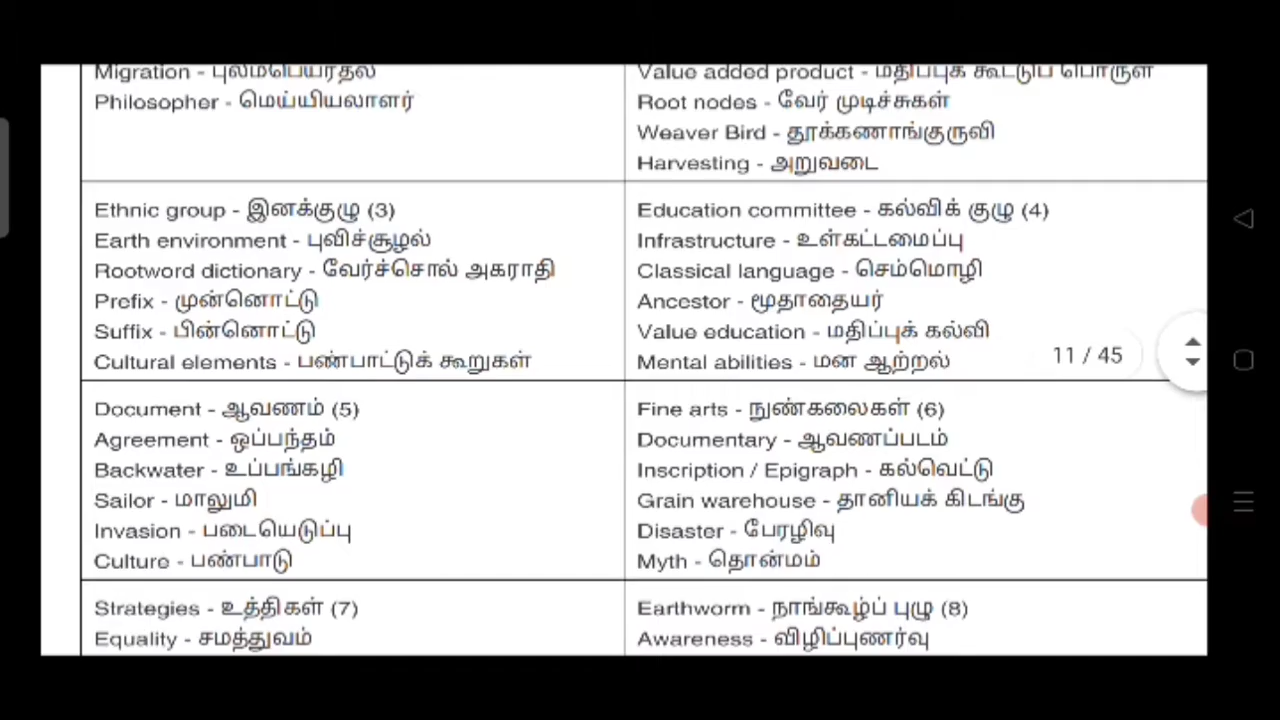 Migration - புலம்பெயர்தல்
Philosopher - மெய்யியலாளர்
Value added product - மதிப்புக் கூட்டுப் பொருள்
Root nodes - வேர் முடிச்சுகள்
Weaver Bird - தூக்கணாங்குருவி
Harvesting - அறுவடை
Ethnic group - இனக்குழு (3)
Earth environment - புவிச்சூழல்
Rootword dictionary - வேர்ச்சொல் அகராதி
Prefix - முன்னொட்டு
Suffix - பின்னொட்டு
Cultural elements - பண்பாட்டுக் கூறுகள்
Education committee - கல்விக் குழு (4)
Infrastructure - உள்கட்டமைப்பு
Classical language - செம்மொழி
Ancestor - மூதாதையர்
Value education - மதிப்புக் கல்வி
Mental abilities - மன ஆற்றல்
11 / 45
Document - ஆவணம் (5)
Agreement - ஒப்பந்தம்
Backwater - உப்பங்கழி
Sailor - மாலுமி
Invasion - படையெடுப்பு
Culture - பண்பாடு
Fine arts - நுண்கலைகள் (6)
Documentary - ஆவணப்படம்
Inscription / Epigraph - கல்வெட்டு
Grain warehouse - தானியக் கிடங்கு
Disaster - பேரழிவு
Myth - தொன்மம்
Strategies - உத்திகள் (7)
Equality - சமத்துவம்
Earthworm - நாங்கூழ்ப் புழு (8)
Awareness - விழிப்புணர்வு